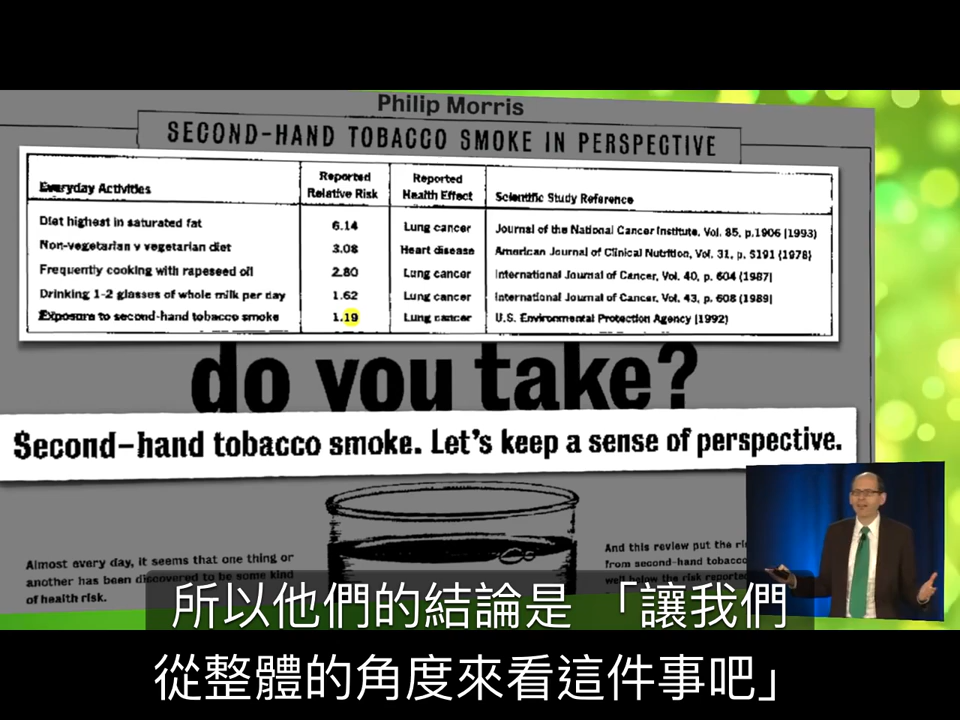 Philip Morris
SECOND-HAND TOBACCO SMOKE IN PERSPECTIVE
Everyday Activities Reported Relative Risk Reported Health Effect Scientific Study Reference
Diet highest in saturated fat 6.14 Lung cancer Journal of the National Cancer Institute, Vol. 85, p.1906 (1993)
Non-vegetarian v vegetarian diet 3.08 Heart disease American Journal of Clinical Nutrition, Vol. 31, p. S191 (1978)
Frequently cooking with rapeseed oil 2.80 Lung cancer International Journal of Cancer, Vol. 40, p. 604 (1987)
Drinking 1-2 glasses of whole milk per day 1.62 Lung cancer International Journal of Cancer, Vol. 43, p. 608 (1989)
Exposure to second-hand tobacco smoke 1.19 Lung cancer U.S. Environmental Protection Agency (1992)
do you take?
Second-hand tobacco smoke. Let's keep a sense of perspective.
Almost every day, it seems that one thing or
another has been discovered to be some kind
of health risk.
And this review put the
from second-hand tobacco
well below the risk
所以他們的結論是 「讓我們
從整體的角度來看這件事吧」